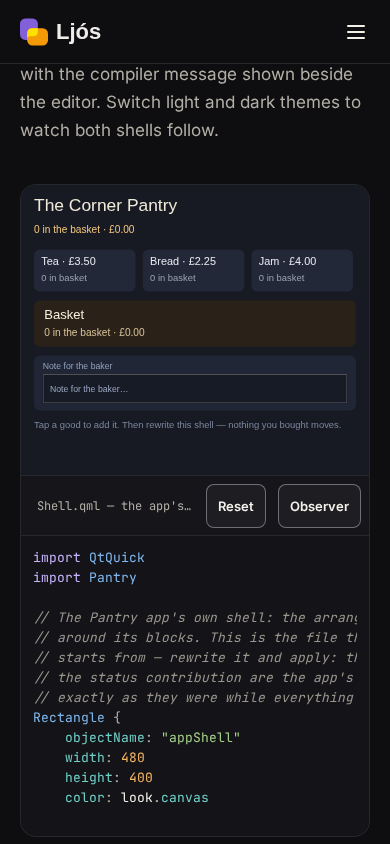 Ljós
with the compiler message shown beside
the editor. Switch light and dark themes to
watch both shells follow.
The Corner Pantry
0 in the basket · £0.00
Tea · £3.50
0 in basket
Bread · £2.25
0 in basket
Jam · £4.00
0 in basket
Basket
0 in the basket · £0.00
Note for the baker
Note for the baker…
Tap a good to add it. Then rewrite this shell — nothing you bought moves.
Shell.qml — the app's…
Reset
Observer
import QtQuick
import Pantry
// The Pantry app's own shell: the arrang
// around its blocks. This is the file th
// starts from — rewrite it and apply: th
// the status contribution are the app's
// exactly as they were while everything
Rectangle {
    objectName: "appShell"
    width: 480
    height: 400
    color: look.canvas